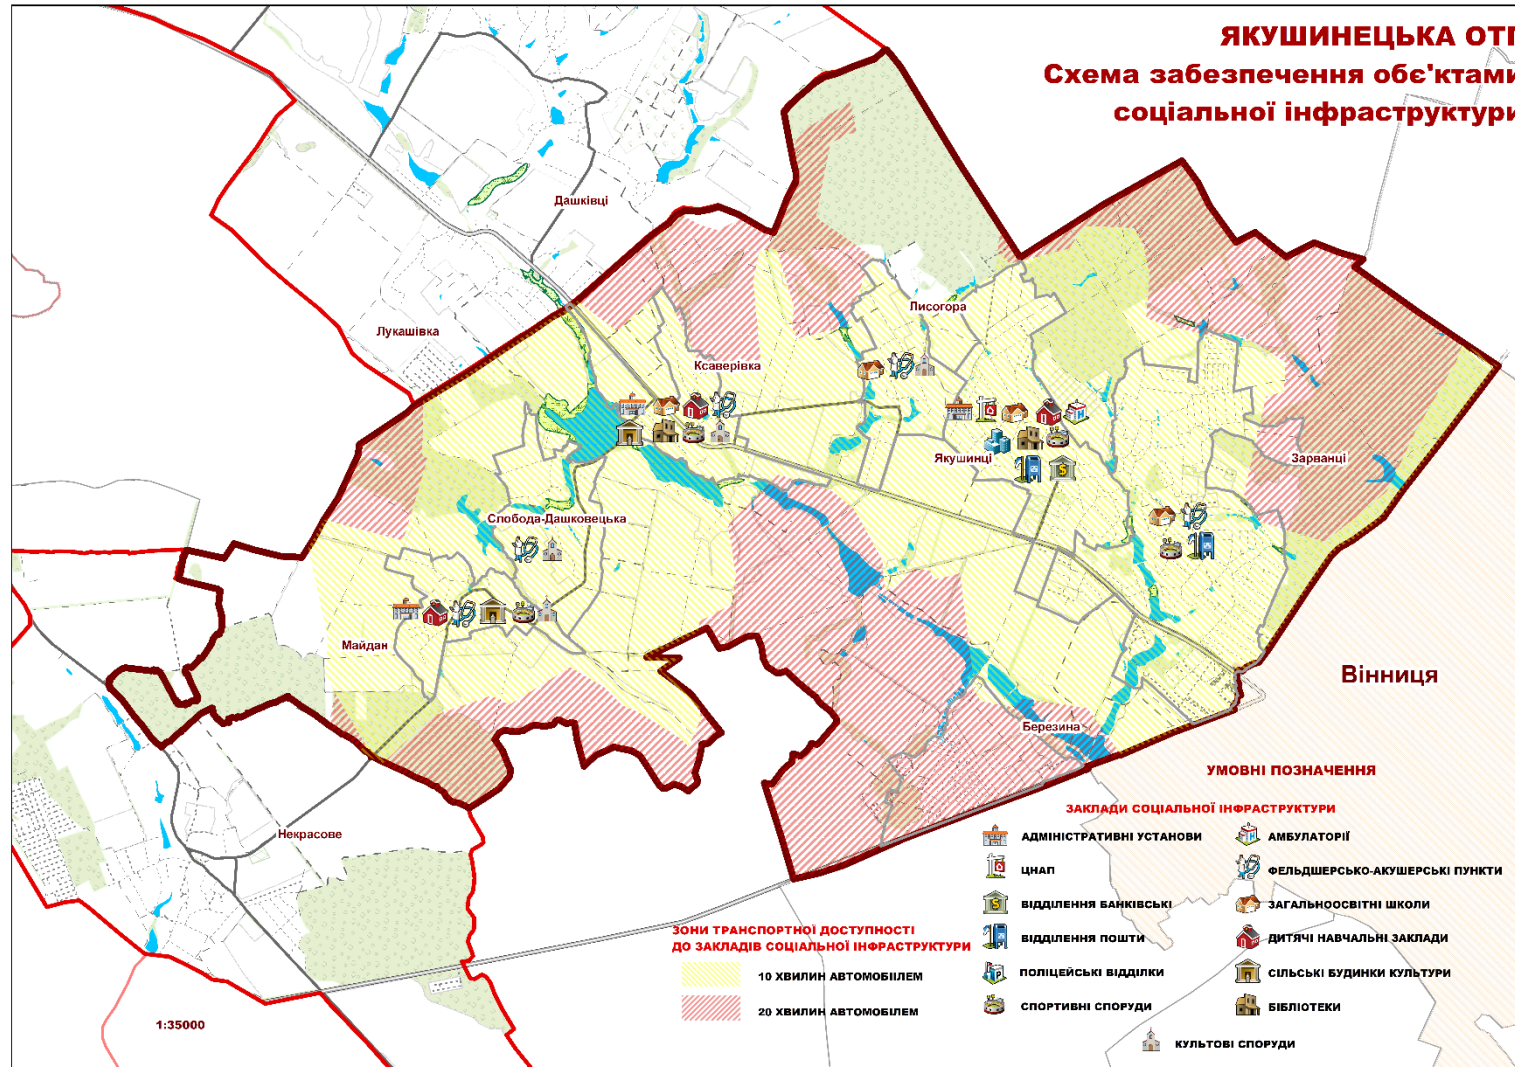 ЯКУШИНЕЦЬКА ОТГ
Схема забезпечення обє'ктами
соціальної інфраструктури
Дашківці
Лукашівка
Лисогора
Ксаверівка
Якушинці
Зарванці
Слобода-Дашковецька
Майдан
Вінниця
Березина
Некрасове
1:35000
УМОВНІ ПОЗНАЧЕННЯ
ЗАКЛАДИ СОЦІАЛЬНОЇ ІНФРАСТРУКТУРИ
АДМІНІСТРАТИВНІ УСТАНОВИ
ЦНАП
ВІДДІЛЕННЯ БАНКІВСЬКІ
ВІДДІЛЕННЯ ПОШТИ
ПОЛІЦЕЙСЬКІ ВІДДІЛКИ
СПОРТИВНІ СПОРУДИ
АМБУЛАТОРІЇ
ФЕЛЬДШЕРСЬКО-АКУШЕРСЬКІ ПУНКТИ
ЗАГАЛЬНООСВІТНІ ШКОЛИ
ДИТЯЧІ НАВЧАЛЬНІ ЗАКЛАДИ
СІЛЬСЬКІ БУДИНКИ КУЛЬТУРИ
БІБЛІОТЕКИ
КУЛЬТОВІ СПОРУДИ
ЗОНИ ТРАНСПОРТНОЇ ДОСТУПНОСТІ
ДО ЗАКЛАДІВ СОЦІАЛЬНОЇ ІНФРАСТРУКТУРИ
10 ХВИЛИН АВТОМОБІЛЕМ
20 ХВИЛИН АВТОМОБІЛЕМ